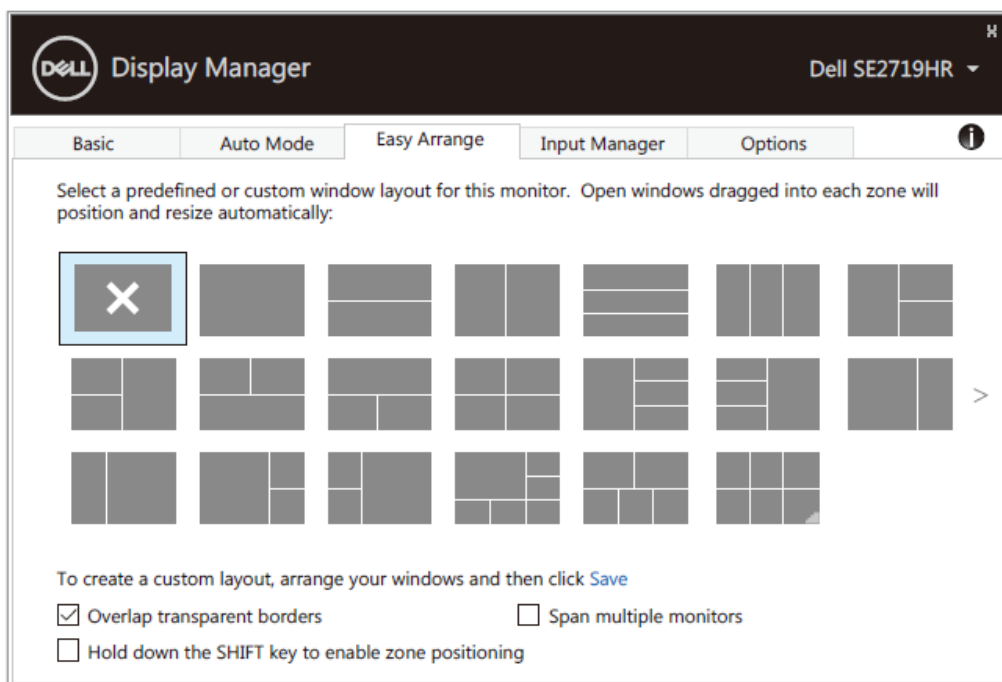 DELL Display Manager
Dell SE2719HR
Basic Auto Mode Easy Arrange Input Manager Options
Select a predefined or custom window layout for this monitor. Open windows dragged into each zone will
position and resize automatically:
>
To create a custom layout, arrange your windows and then click Save
Overlap transparent borders
Span multiple monitors
Hold down the SHIFT key to enable zone positioning